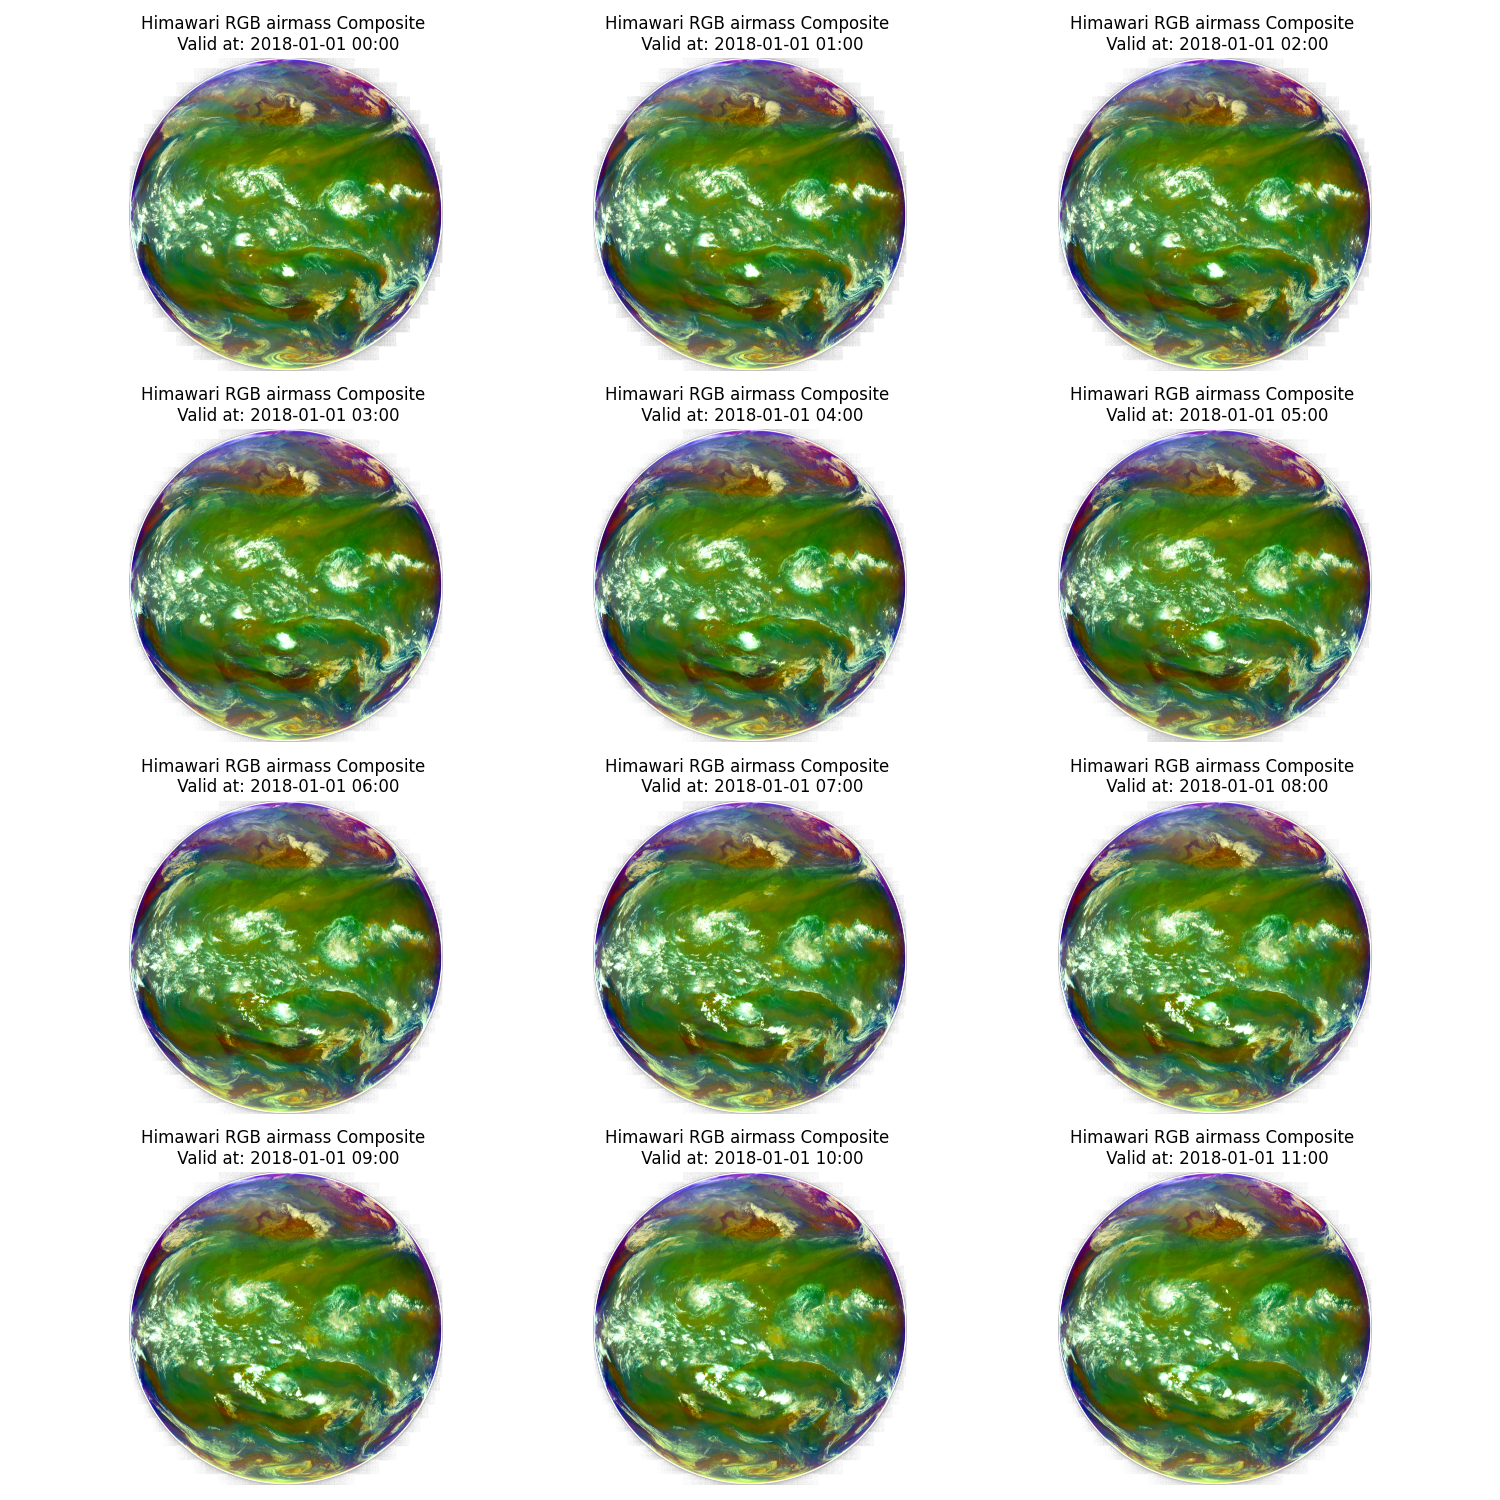 Himawari RGB airmass Composite
Valid at: 2018-01-01 00:00
Himawari RGB airmass Composite
Valid at: 2018-01-01 01:00
Himawari RGB airmass Composite
Valid at: 2018-01-01 02:00
Himawari RGB airmass Composite
Valid at: 2018-01-01 03:00
Himawari RGB airmass Composite
Valid at: 2018-01-01 04:00
Himawari RGB airmass Composite
Valid at: 2018-01-01 05:00
Himawari RGB airmass Composite
Valid at: 2018-01-01 06:00
Himawari RGB airmass Composite
Valid at: 2018-01-01 07:00
Himawari RGB airmass Composite
Valid at: 2018-01-01 08:00
Himawari RGB airmass Composite
Valid at: 2018-01-01 09:00
Himawari RGB airmass Composite
Valid at: 2018-01-01 10:00
Himawari RGB airmass Composite
Valid at: 2018-01-01 11:00